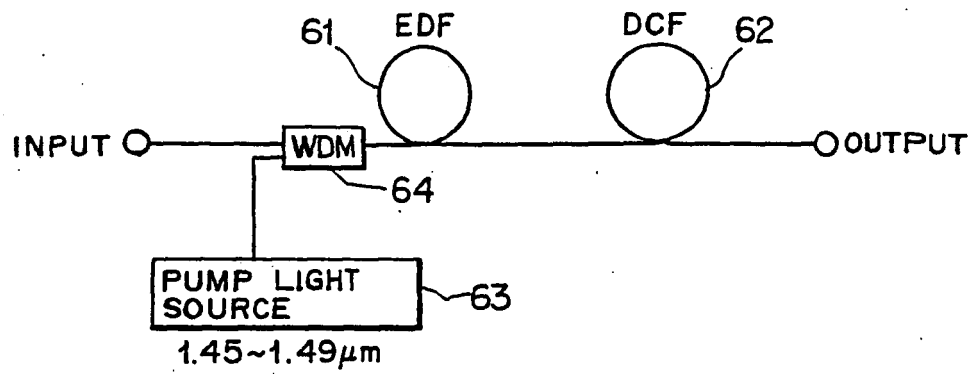 61
EDF
DCF
62
INPUT
WDM
OUTPUT
64
PUMP LIGHT
SOURCE
63
1.45~1.49μm